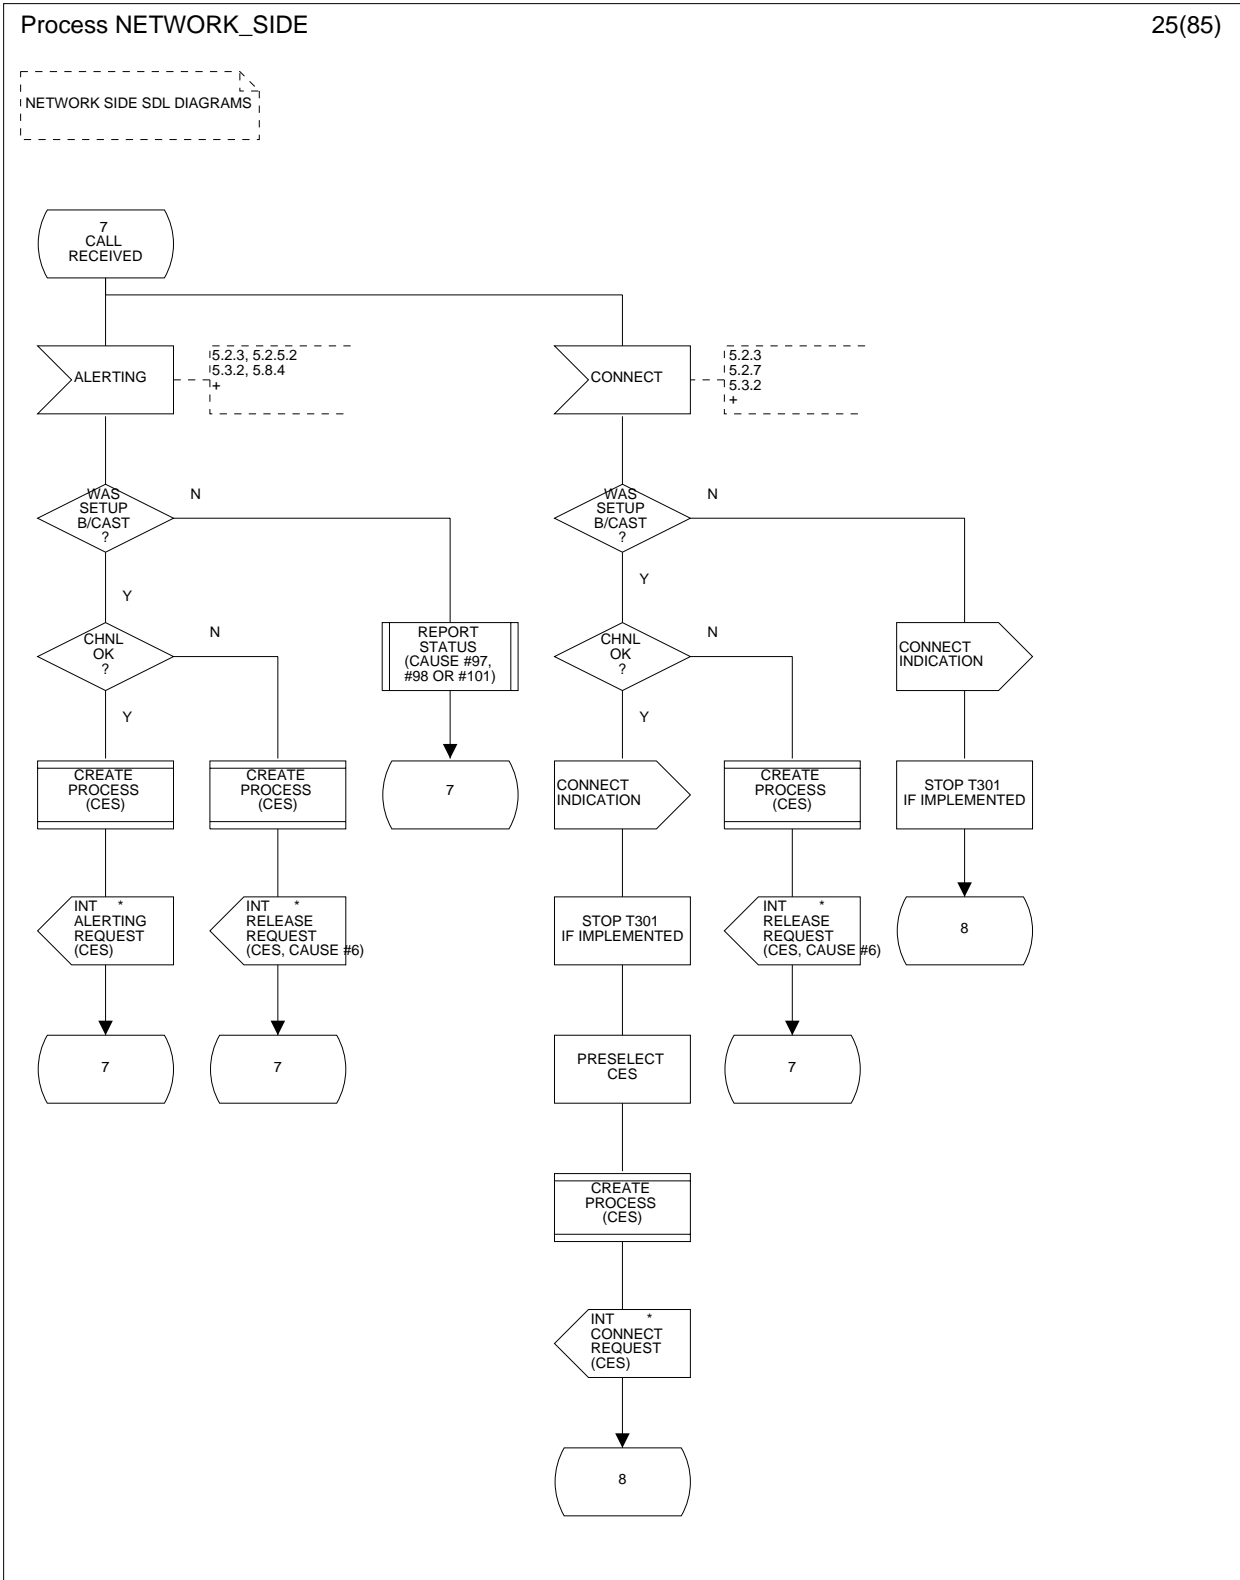 Process NETWORK_SIDE
25(85)
NETWORK SIDE SDL DIAGRAMS
7
CALL
RECEIVED
ALERTING
5.2.3, 5.2.5.2
5.3.2, 5.8.4
+
CONNECT
5.2.3
5.2.7
5.3.2
+
WAS
SETUP
B/CAST
?
N
WAS
SETUP
B/CAST
?
N
Y
Y
CHNL
OK
?
N
REPORT
STATUS
(CAUSE #97,
#98 OR #101)
CHNL
OK
?
N
CONNECT
INDICATION
Y
Y
CREATE
PROCESS
(CES)
CREATE
PROCESS
(CES)
7
CONNECT
INDICATION
CREATE
PROCESS
(CES)
STOP T301
IF IMPLEMENTED
INT *
ALERTING
REQUEST
(CES)
INT *
RELEASE
REQUEST
(CES, CAUSE #6)
STOP T301
IF IMPLEMENTED
INT *
RELEASE
REQUEST
(CES, CAUSE #6)
8
7
7
PRESELECT
CES
7
CREATE
PROCESS
(CES)
INT *
CONNECT
REQUEST
(CES)
8